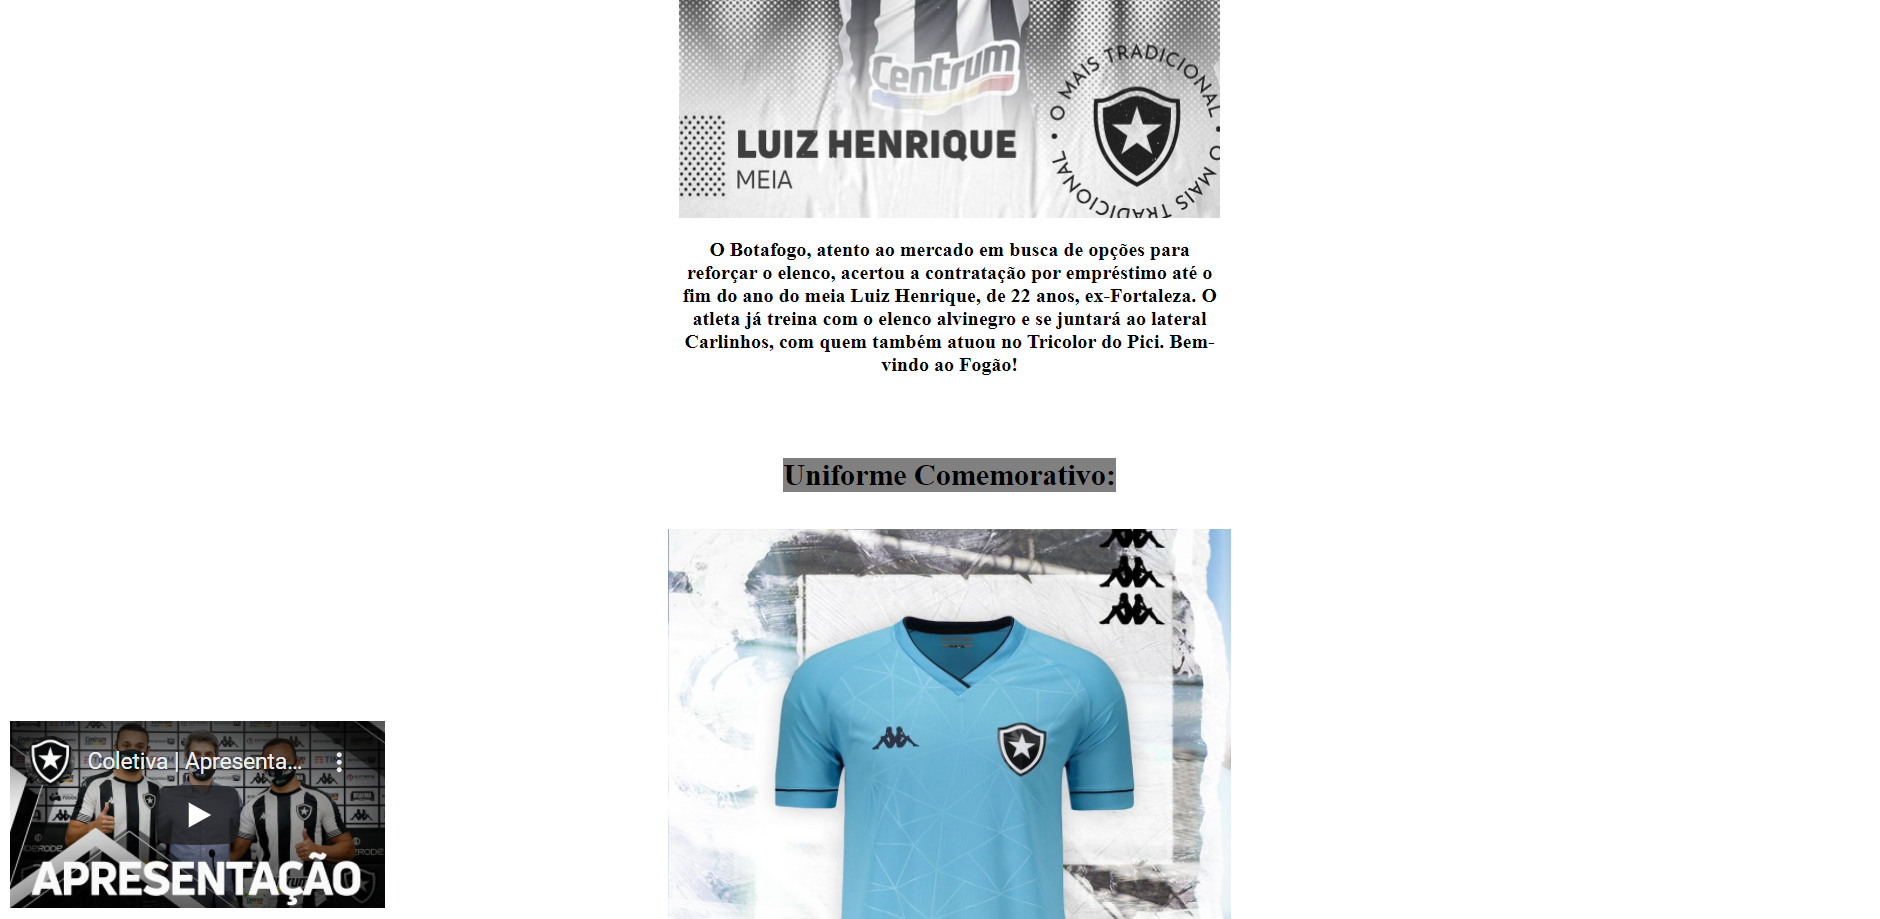 Centrum
O MAIS TRADICIONAL • O MAIS TRADICIONAL •
LUIZ HENRIQUE
MEIA
O Botafogo, atento ao mercado em busca de opções para
reforçar o elenco, acertou a contratação por empréstimo até o
fim do ano do meia Luiz Henrique, de 22 anos, ex-Fortaleza. O
atleta já treina com o elenco alvinegro e se juntará ao lateral
Carlinhos, com quem também atuou no Tricolor do Pici. Bem-
vindo ao Fogão!
Uniforme Comemorativo:
Coletiva | Apresenta...
APRESENTAÇÃO